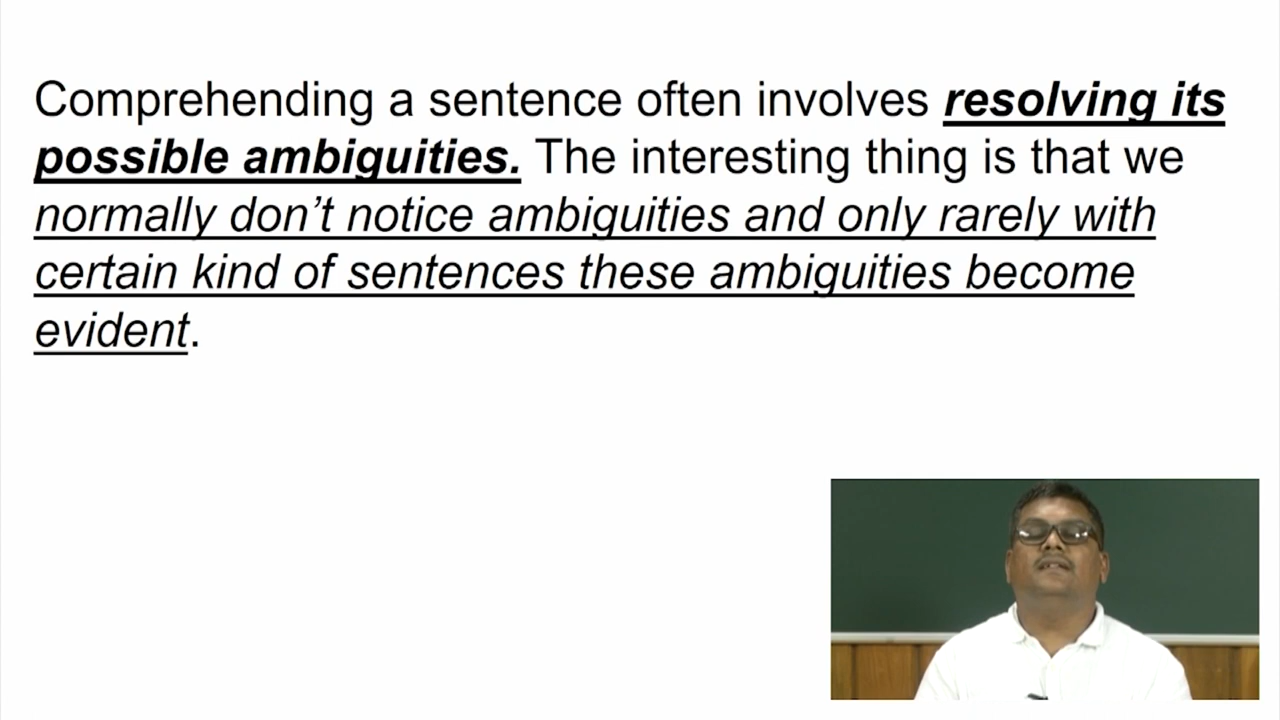 Comprehending a sentence often involves resolving its
possible ambiguities. The interesting thing is that we
normally don’t notice ambiguities and only rarely with
certain kind of sentences these ambiguities become
evident.